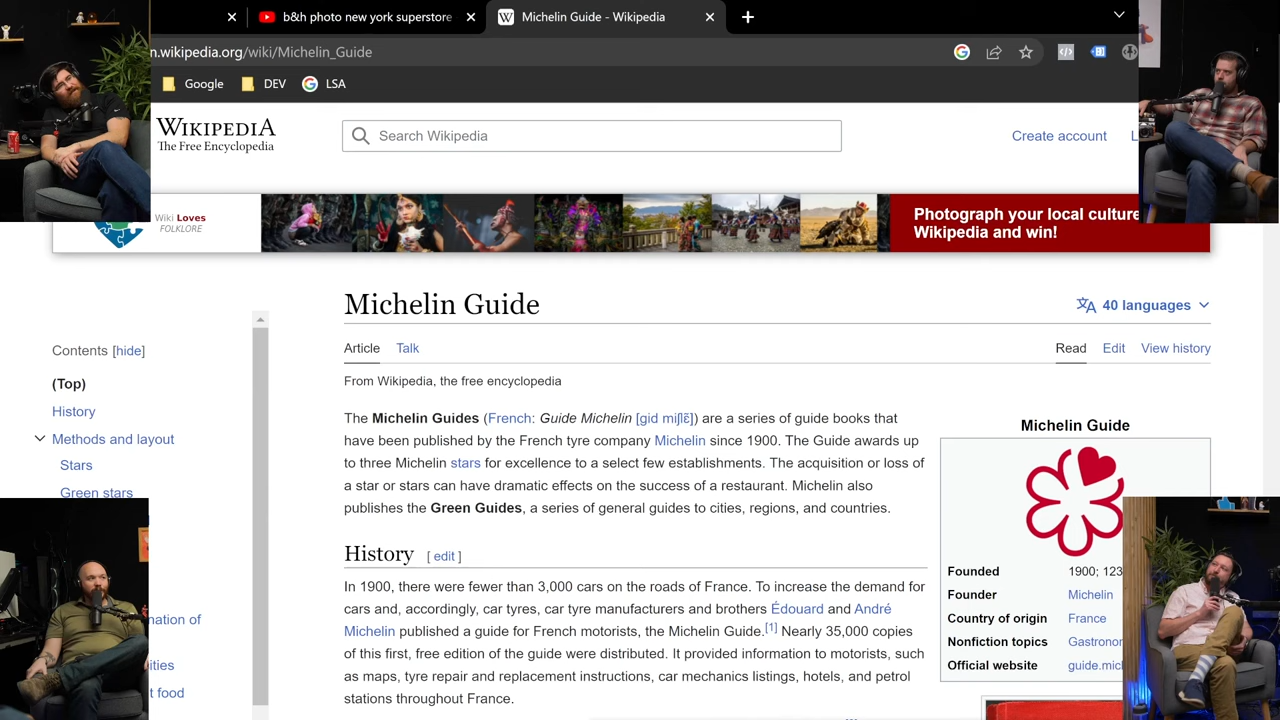 b&h photo new york superstore
Michelin Guide - Wikipedia
n.wikipedia.org/wiki/Michelin_Guide
Google
DEV
LSA
WIKIPEDIA
The Free Encyclopedia
Search Wikipedia
Create account
L
Wiki Loves
FOLKLORE
Photograph your local culture
Wikipedia and win!
Michelin Guide
40 languages
Contents [hide]
Article
Talk
Read
Edit
View history
(Top)
From Wikipedia, the free encyclopedia
History
Methods and layout
Stars
Green stars
nation of
ities
t food
The Michelin Guides (French: Guide Michelin [ɡid miʃlɛ̃]) are a series of guide books that
have been published by the French tyre company Michelin since 1900. The Guide awards up
to three Michelin stars for excellence to a select few establishments. The acquisition or loss of
a star or stars can have dramatic effects on the success of a restaurant. Michelin also
publishes the Green Guides, a series of general guides to cities, regions, and countries.
History [ edit ]
In 1900, there were fewer than 3,000 cars on the roads of France. To increase the demand for
cars and, accordingly, car tyres, car tyre manufacturers and brothers Édouard and André
Michelin published a guide for French motorists, the Michelin Guide.[1] Nearly 35,000 copies
of this first, free edition of the guide were distributed. It provided information to motorists, such
as maps, tyre repair and replacement instructions, car mechanics listings, hotels, and petrol
stations throughout France.
Michelin Guide
Founded 1900; 123
Founder Michelin
Country of origin France
Nonfiction topics Gastronor
Official website guide.mic